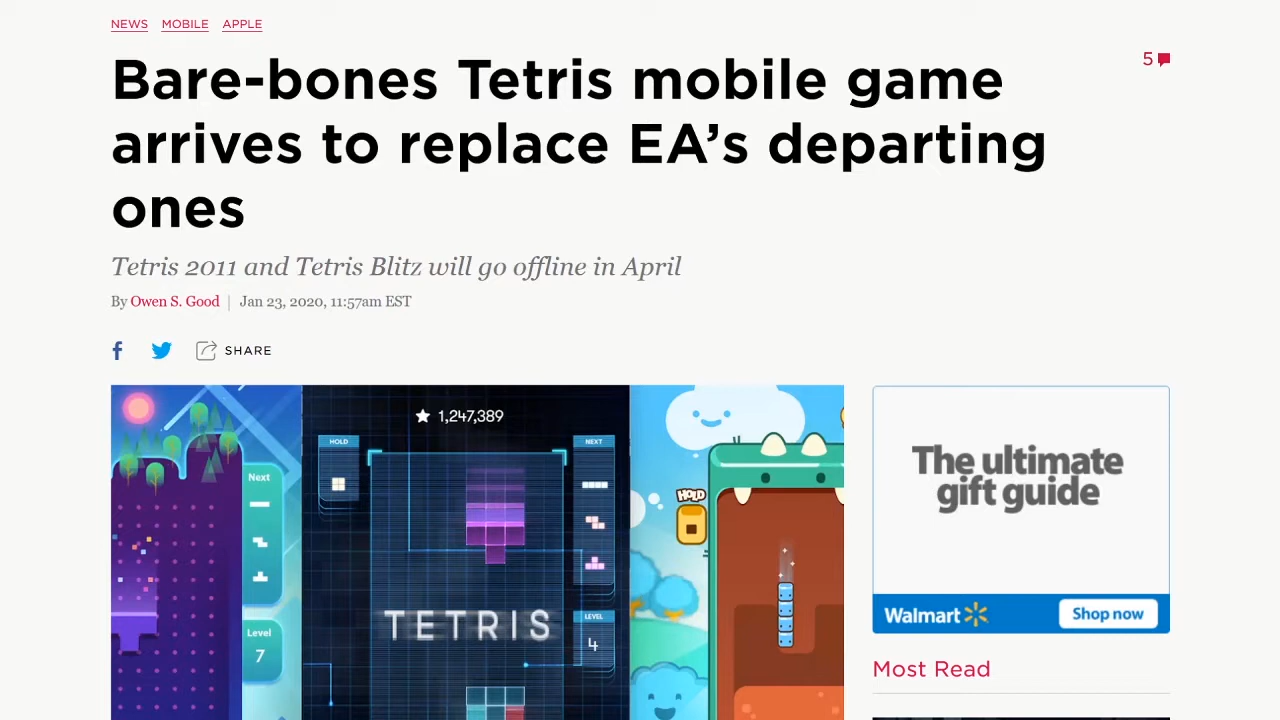 NEWS MOBILE APPLE
Bare-bones Tetris mobile game
arrives to replace EA’s departing
ones
5
Tetris 2011 and Tetris Blitz will go offline in April
By Owen S. Good | Jan 23, 2020, 11:57am EST
SHARE
Next
Level
7
1,247,389
HOLD
NEXT
TETRIS
LEVEL
4
HOLD
The ultimate
gift guide
Walmart
Shop now
Most Read